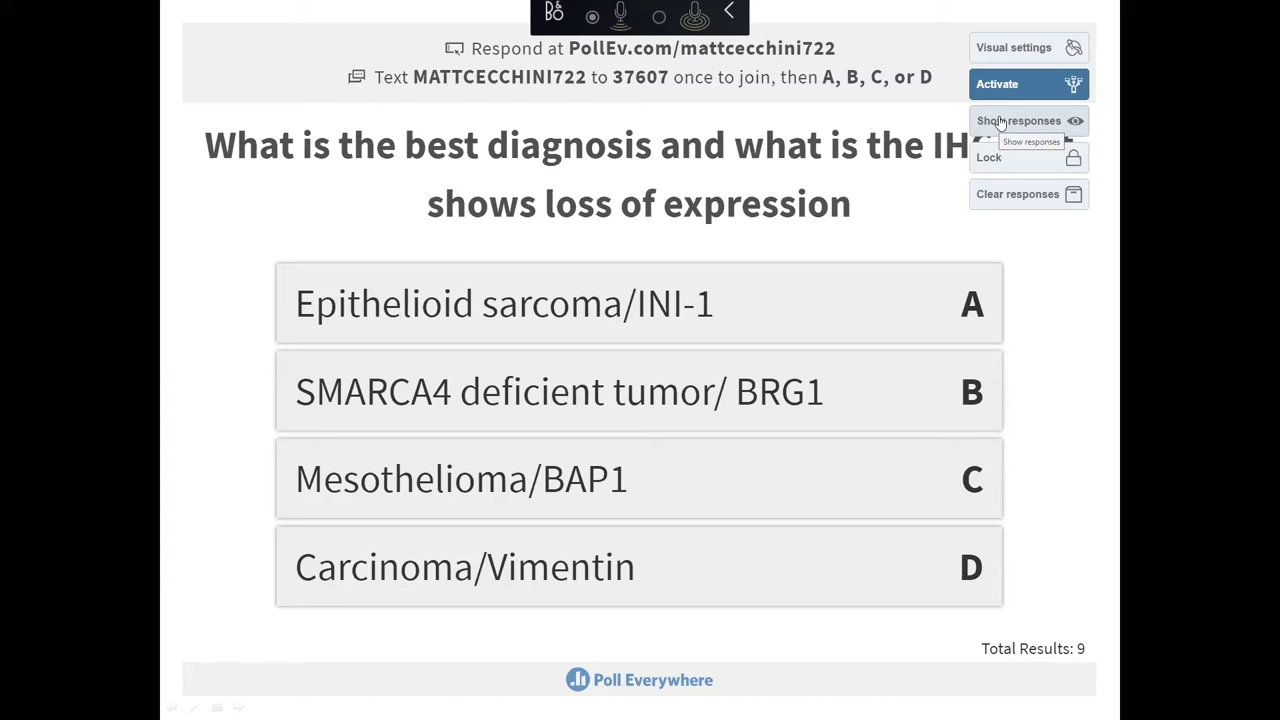 B&O
Respond at PollEv.com/mattcecchini722
Text MATTCECCHINI722 to 37607 once to join, then A, B, C, or D
Visual settings
Activate
Show responses
Show responses
Lock
Clear responses
What is the best diagnosis and what is the
shows loss of expression
Epithelioid sarcoma/INI-1 A
SMARCA4 deficient tumor/ BRG1 B
Mesothelioma/BAP1 C
Carcinoma/Vimentin D
Total Results: 9
Poll Everywhere